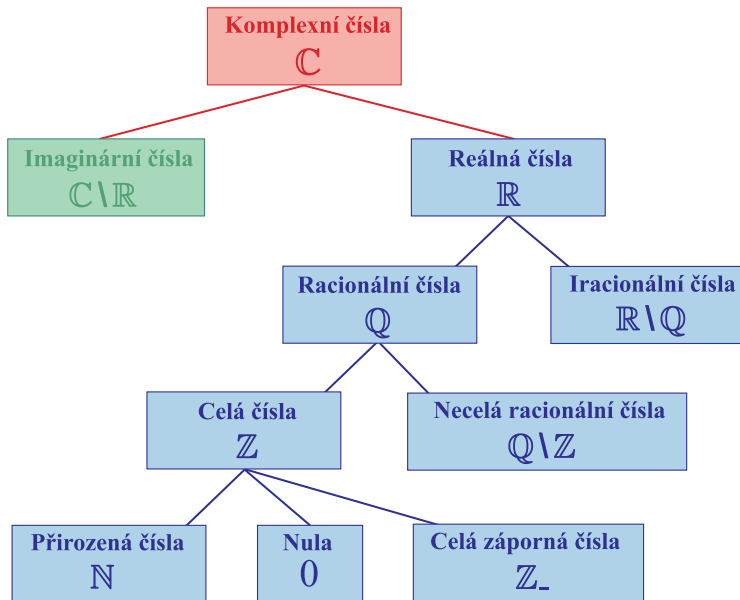 Komplexní čísla
ℂ
Imaginární čísla
ℂ\ℝ
Reálná čísla
ℝ
Racionální čísla
ℚ
Iracionální čísla
ℝ\ℚ
Celá čísla
ℤ
Necelá racionální čísla
ℚ\ℤ
Přirozená čísla
ℕ
Nula
0
Celá záporná čísla
ℤ₋